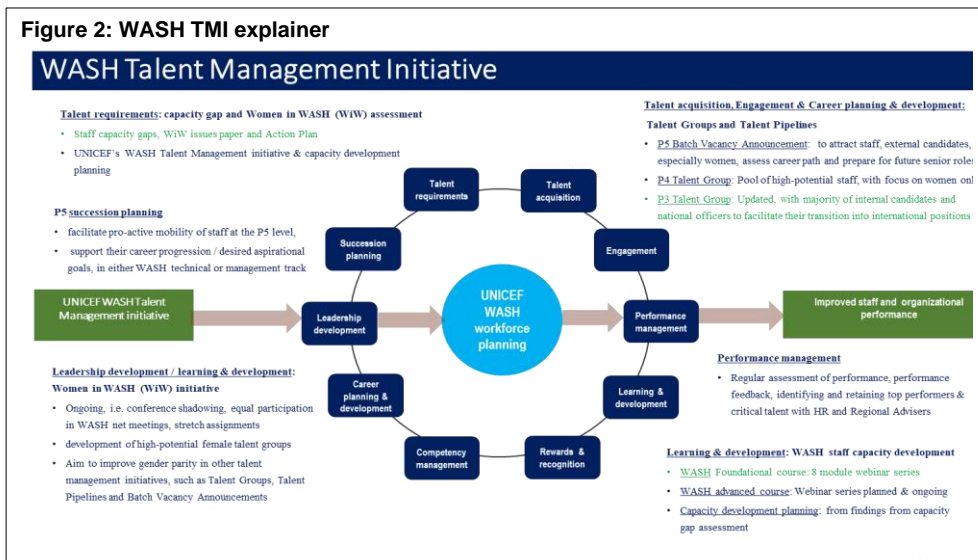 Figure 2: WASH TMI explainer
WASH Talent Management Initiative
Talent requirements: capacity gap and Women in WASH (WiW) assessment
• Staff capacity gaps, WiW issues paper and Action Plan
• UNICEF's WASH Talent Management initiative & capacity development
planning
P5 succession planning
• facilitate pro-active mobility of staff at the P5 level,
• support their career progression / desired aspirational
goals, in either WASH technical or management track
Talent acquisition, Engagement & Career planning & development:
Talent Groups and Talent Pipelines
• P5 Batch Vacancy Announcement: to attract staff, external candidates,
especially women, assess career path and prepare for future senior roles
• P4 Talent Group: Pool of high-potential staff, with focus on women onl
• P3 Talent Group: Updated, with majority of internal candidates and
national officers to facilitate their transition into international positions
Talent
requirements
Talent
acquisition
Succession
planning
Engagement
UNICEF WASH Talent
Management initiative
Leadership
development
UNICEF
WASH
workforce
planning
Performance
management
Improved staff and organizational
performance
Career
planning &
development
Learning &
development
Competency
management
Rewards &
recognition
Leadership development / learning & development:
Women in WASH (WiW) initiative
• Ongoing, i.e. conference shadowing, equal participation
in WASH net meetings, stretch assignments
• development of high-potential female talent groups
• Aim to improve gender parity in other talent
management initiatives, such as Talent Groups, Talent
Pipelines and Batch Vacancy Announcements
Performance management
• Regular assessment of performance, performance
feedback, identifying and retaining top performers &
critical talent with HR and Regional Advisers
Learning & development: WASH staff capacity development
• WASH Foundational course: 8 module webinar series
• WASH advanced course: Webinar series planned & ongoing
• Capacity development planning: from findings from capacity
gap assessment